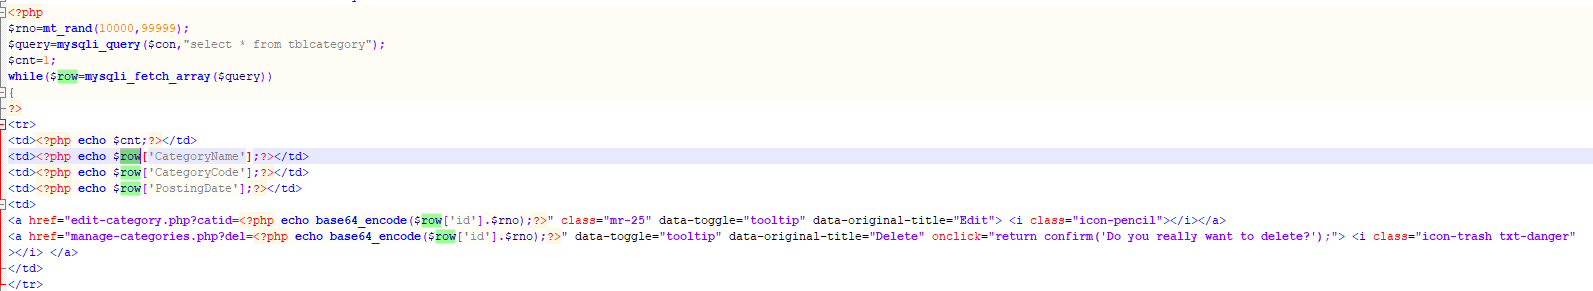 <?php
$rno=mt_rand(10000,99999);
$query=mysqli_query($con,"select * from tblcategory");
$cnt=1;
while($row=mysqli_fetch_array($query))
{
?>
<tr>
<td><?php echo $cnt;?></td>
<td><?php echo $row['CategoryName'];?></td>
<td><?php echo $row['CategoryCode'];?></td>
<td><?php echo $row['PostingDate'];?></td>
<td>
<a href="edit-category.php?catid=<?php echo base64_encode($row['id'].$rno);?>" class="mr-25" data-toggle="tooltip" data-original-title="Edit"> <i class="icon-pencil"></i></a>
<a href="manage-categories.php?del=<?php echo base64_encode($row['id'].$rno);?>" data-toggle="tooltip" data-original-title="Delete" onclick="return confirm('Do you really want to delete?');"> <i class="icon-trash txt-danger"
></i> </a>
</td>
</tr>